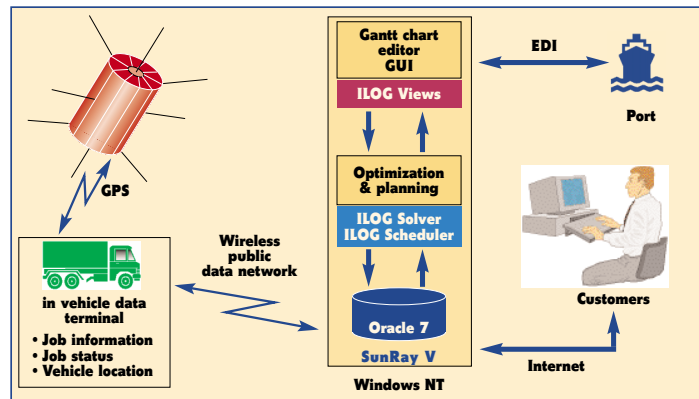 Gantt chart
editor
GUI
ILOG Views
EDI
Port
GPS
Optimization
& planning
ILOG Solver
ILOG Scheduler
Wireless
public
data network
in vehicle data
terminal
• Job information
• Job status
• Vehicle location
Oracle 7
SunRay V
Windows NT
Customers
Internet